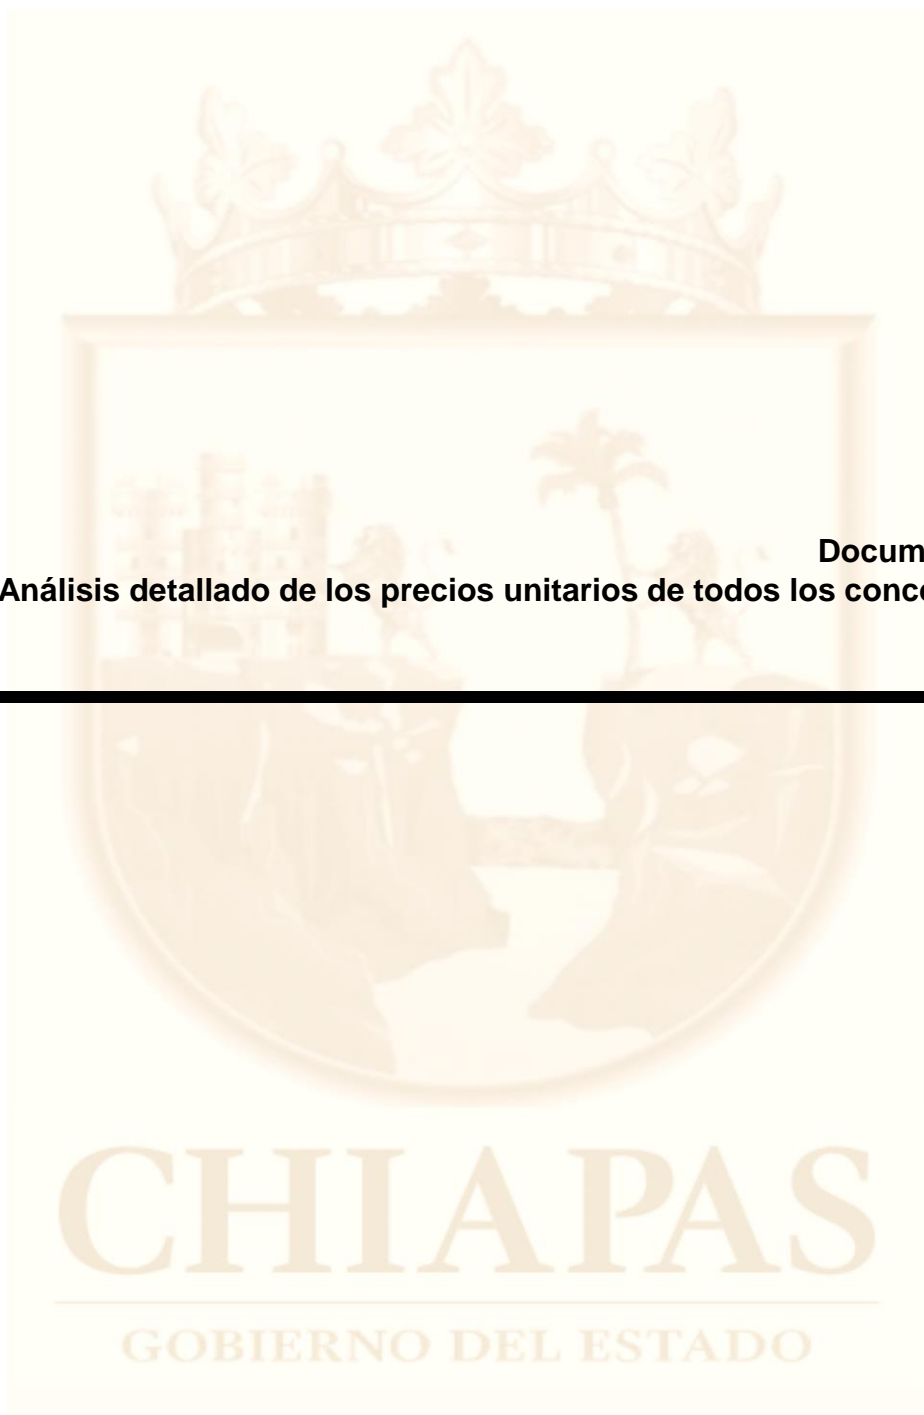 Docum
Análisis detallado de los precios unitarios de todos los conc
CHIAPAS
GOBIERNO DEL ESTADO